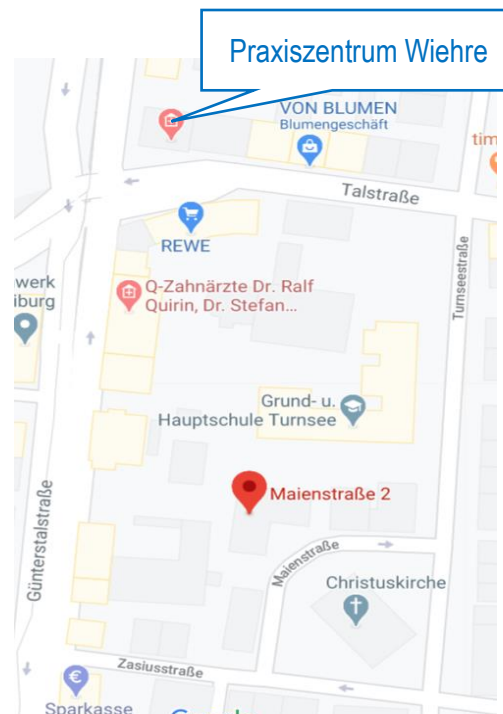 Praxiszentrum Wiehre
VON BLUMEN
Blumengeschäft
tim
Talstraße
REWE
Turnseestraße
werk
iburg
Q-Zahnärzte Dr. Ralf
Quirin, Dr. Stefan...
Grund- u.
Hauptschule Turnsee
Maienstraße 2
Günterstalstraße
Maienstraße
Christuskirche
Zasiusstraße
Sparkasse